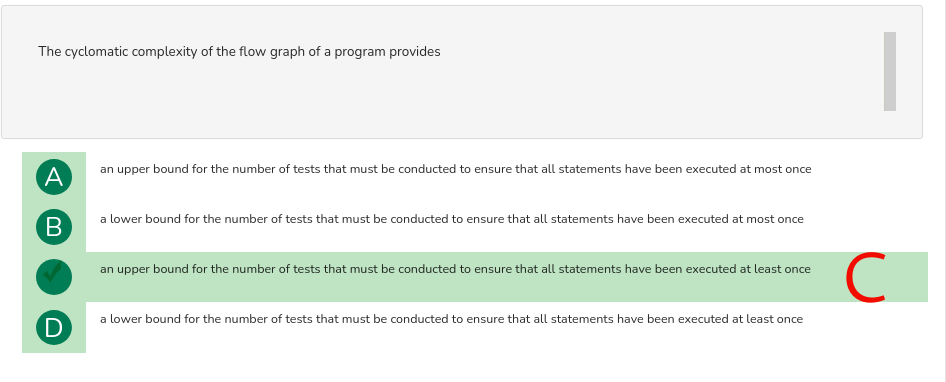 The cyclomatic complexity of the flow graph of a program provides
A an upper bound for the number of tests that must be conducted to ensure that all statements have been executed at most once
B a lower bound for the number of tests that must be conducted to ensure that all statements have been executed at most once
an upper bound for the number of tests that must be conducted to ensure that all statements have been executed at least once C
D a lower bound for the number of tests that must be conducted to ensure that all statements have been executed at least once